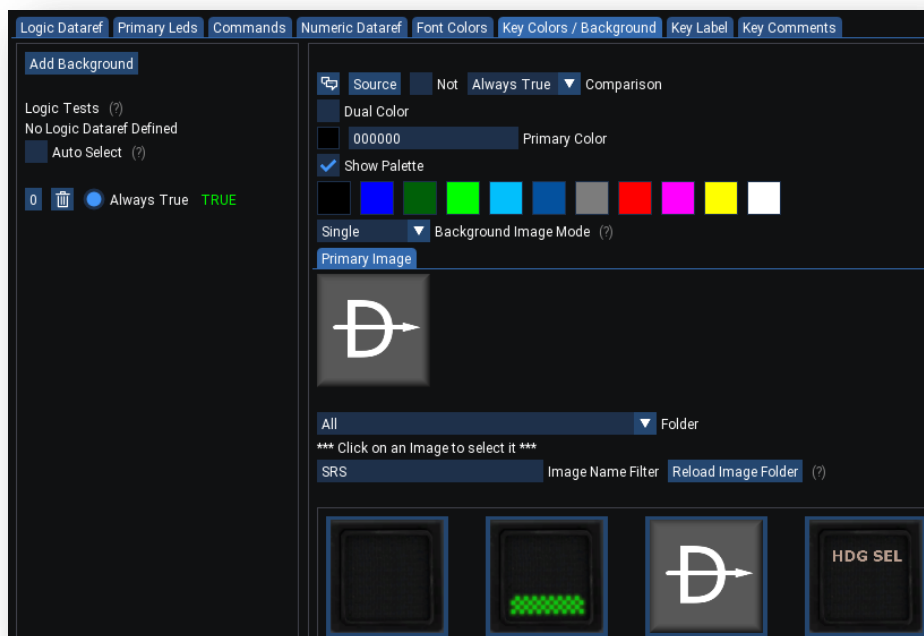 Logic Dataref Primary Leds Commands Numeric Dataref Font Colors Key Colors / Background Key Label Key Comments
Add Background
Logic Tests (?)
No Logic Dataref Defined
Auto Select (?)
0 Always True TRUE
Source Not Always True Comparison
Dual Color
000000 Primary Color
Show Palette
Single Background Image Mode (?)
Primary Image
D
All Folder
*** Click on an Image to select it ***
SRS Image Name Filter Reload Image Folder (?)
D HDG SEL